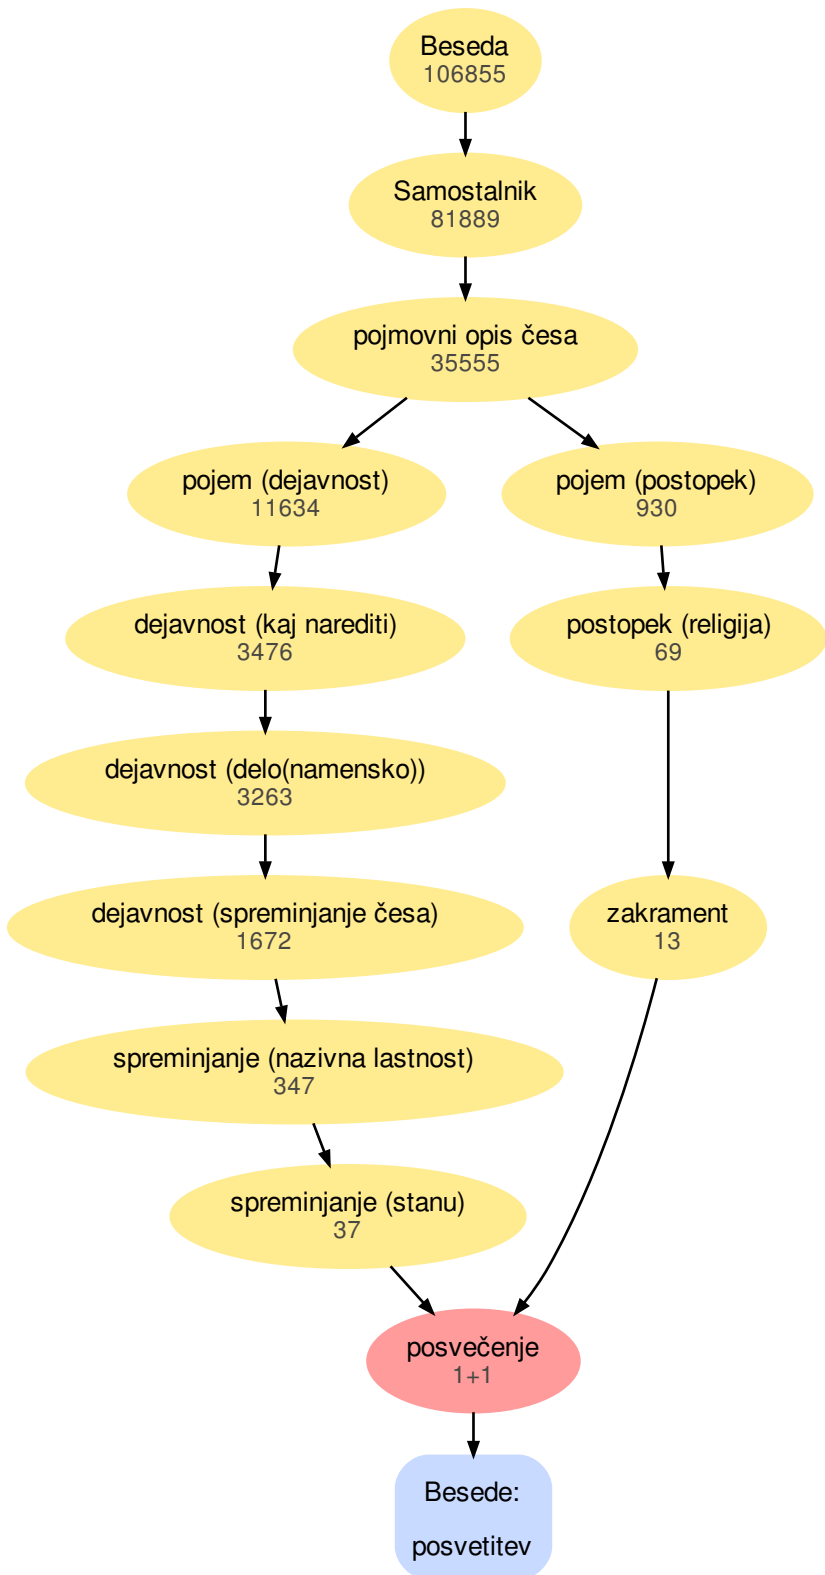 Beseda
106855
Samostalnik
81889
pojmovni opis česa
35555
pojem (dejavnost)
11634
pojem (postopek)
930
dejavnost (kaj narediti)
3476
postopek (religija)
69
dejavnost (delo(namensko))
3263
dejavnost (spreminjanje česa)
1672
zakrament
13
spreminjanje (nazivna lastnost)
347
spreminjanje (stanu)
37
posvečenje
1+1
Besede:
posvetitev